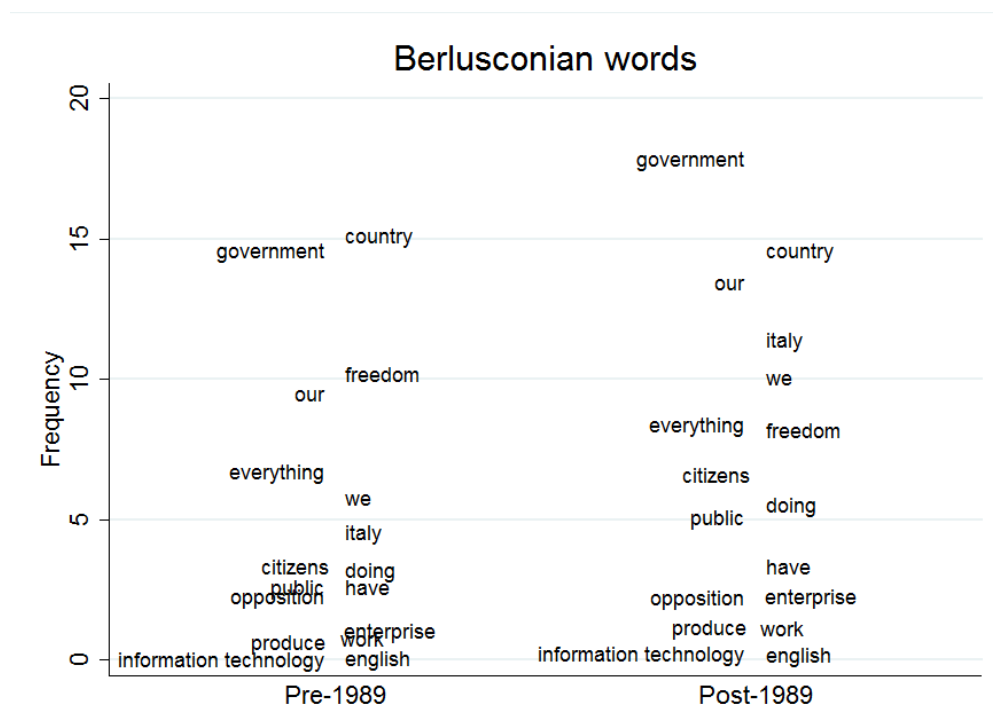 Berlusconian words
20
government
15
country
government
country
our
italy
10
freedom
we
our
everything
freedom
everything
citizens
we
doing
5
public
italy
citizens
doing
have
public
have
opposition
opposition
enterprise
enterprise
produce
work
produce
work
information technology
english
0
information technology
english
Frequency
Pre-1989
Post-1989